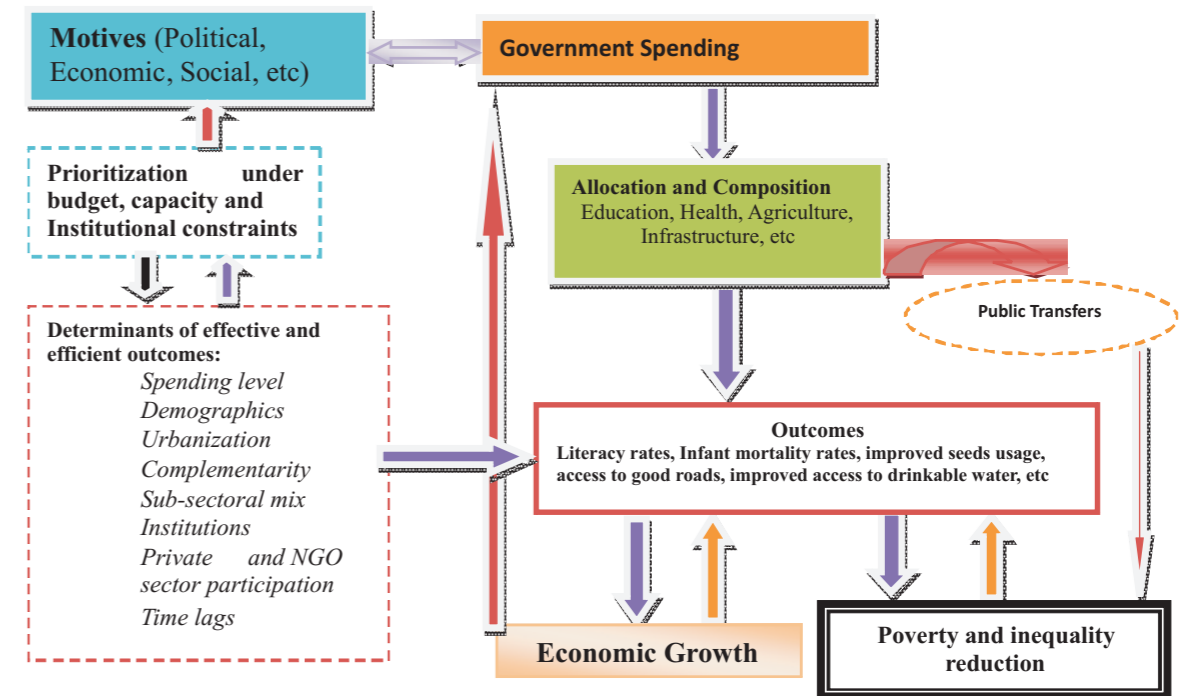 Motives (Political,
Economic, Social, etc)
Government Spending
Prioritization under
budget, capacity and
Institutional constraints
Allocation and Composition
Education, Health, Agriculture,
Infrastructure, etc
Public Transfers
Determinants of effective and
efficient outcomes:
Spending level
Demographics
Urbanization
Complementarity
Sub-sectoral mix
Institutions
Private and NGO
sector participation
Time lags
Outcomes
Literacy rates, Infant mortality rates, improved seeds usage,
access to good roads, improved access to drinkable water, etc
Economic Growth
Poverty and inequality
reduction